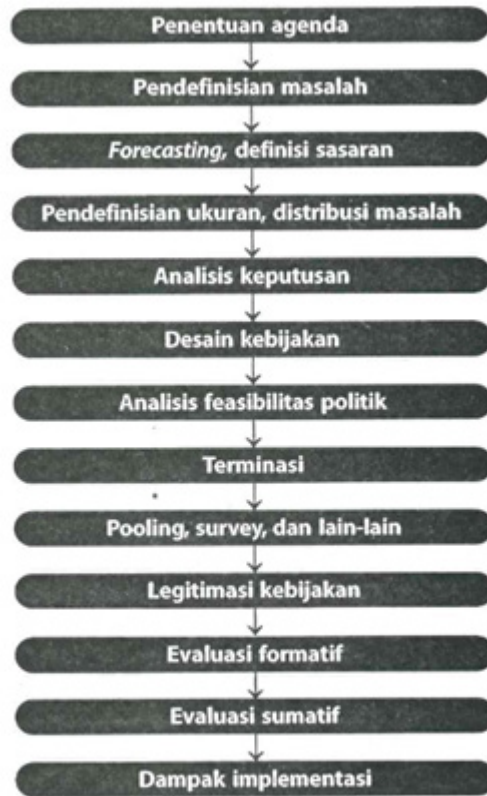 Penentuan agenda
Pendefinisian masalah
Forecasting, definisi sasaran
Pendefinisian ukuran, distribusi masalah
Analisis keputusan
Desain kebijakan
Analisis feasibilitas politik
Terminasi
Pooling, survey, dan lain-lain
Legitimasi kebijakan
Evaluasi formatif
Evaluasi sumatif
Dampak implementasi